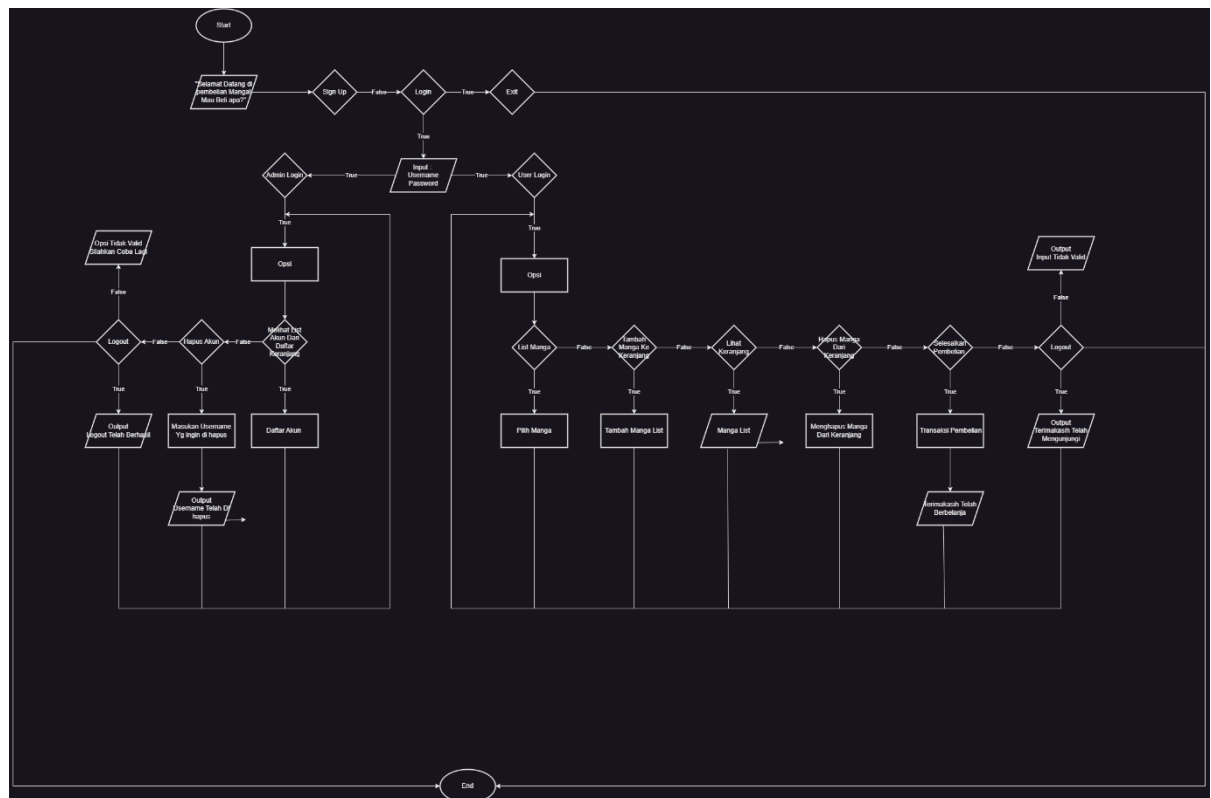 Start
"Selamat Datang di
pembelian Manga!
Mau Beli apa?"
Sign Up
False
Login
True
Exit
True
Admin Login
True
Input :
Username
Password
True
User Login
True
True
Opsi Tidak Valid
Silahkan Coba Lagi
Opsi
Opsi
Output
Input Tidak Valid
False
False
Logout
False
Hapus Akun
False
Melihat List
Akun Dan
Daftar
Keranjang
List Manga
False
Tambah
Manga Ke
Keranjang
False
Lihat
Keranjang
False
Hapus Manga
Dari
Keranjang
False
Selesaikan
Pembelian
False
Logout
True
True
True
True
True
True
True
True
True
Output
Logout Telah Berhasil
Masukan Username
Yg ingin di hapus
Daftar Akun
Pilih Manga
Tambah Manga List
Manga List
Menghapus Manga
Dari Keranjang
Transaksi Pembelian
Output
Terimakasih Telah
Mengunjungi
Output
Username Telah Di
hapus
Terimakasih Telah
Berbelanja
End